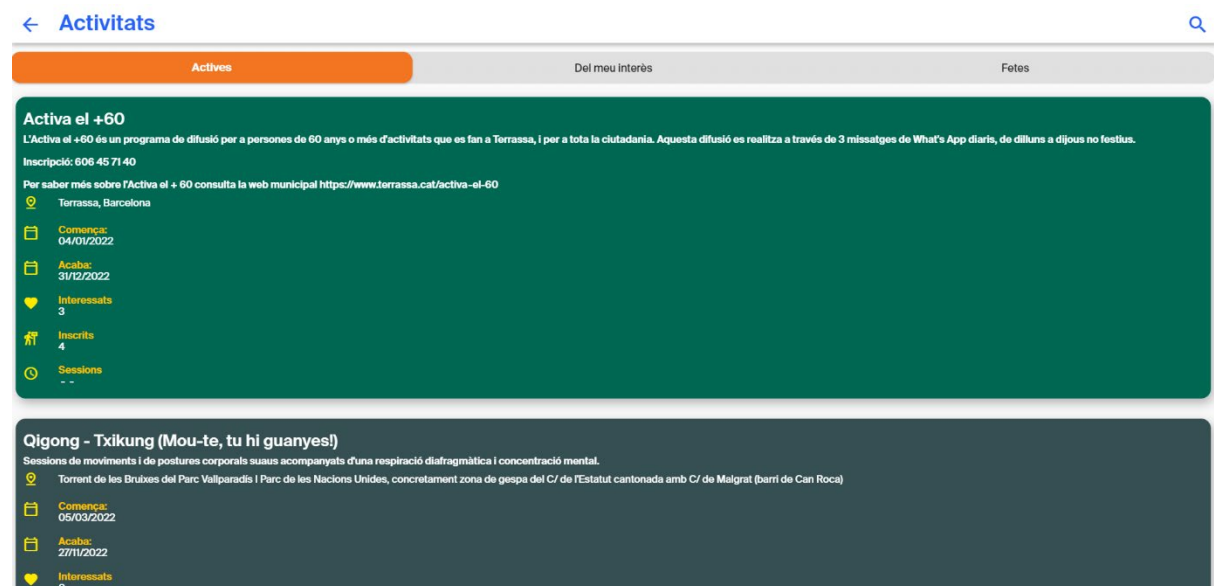 Activitats
Actives
Del meu interès
Fetes
Activa el +60
L'Activa el +60 és un programa de difusió per a persones de 60 anys o més d'activitats que es fan a Terrassa, i per a tota la ciutadania. Aquesta difusió es realitza a través de 3 missatges de What's App diaris, de dilluns a dijous no festius.
Inscripció: 606 45 71 40
Per saber més sobre l'Activa el + 60 consulta la web municipal https://www.terrassa.cat/activa-el-60
Terrassa, Barcelona
Comença:
04/01/2022
Acaba:
31/12/2022
Interessats
3
Inscrits
4
Sessions
- -
Qigong - Txikung (Mou-te, tu hi guanyes!)
Sessions de moviments i de postures corporals suaus acompanyats d'una respiració diafragmàtica i concentració mental.
Torrent de les Bruixes del Parc Vallparadís I Parc de les Nacions Unides, concretament zona de gespa del C/ de l'Estatut cantonada amb C/ de Malgrat (barri de Can Roca)
Comença:
05/03/2022
Acaba:
27/11/2022
Interessats